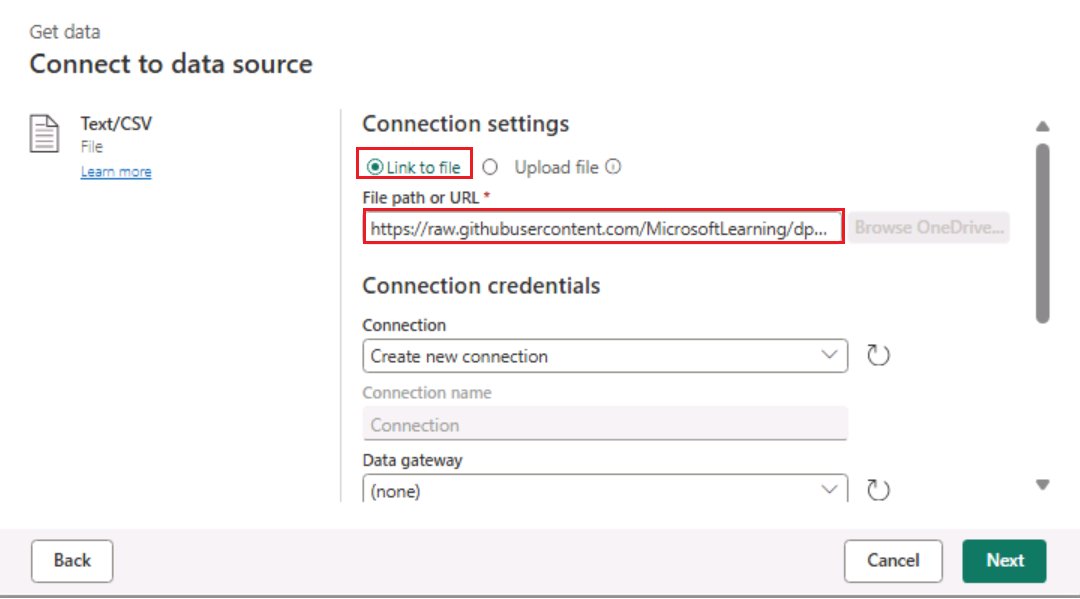 Get data
Connect to data source
Text/CSV
File
Learn more
Connection settings
Link to file Upload file
File path or URL *
https://raw.githubusercontent.com/MicrosoftLearning/dp... Browse OneDrive...
Connection credentials
Connection
Create new connection
Connection name
Connection
Data gateway
(none)
Back Cancel Next